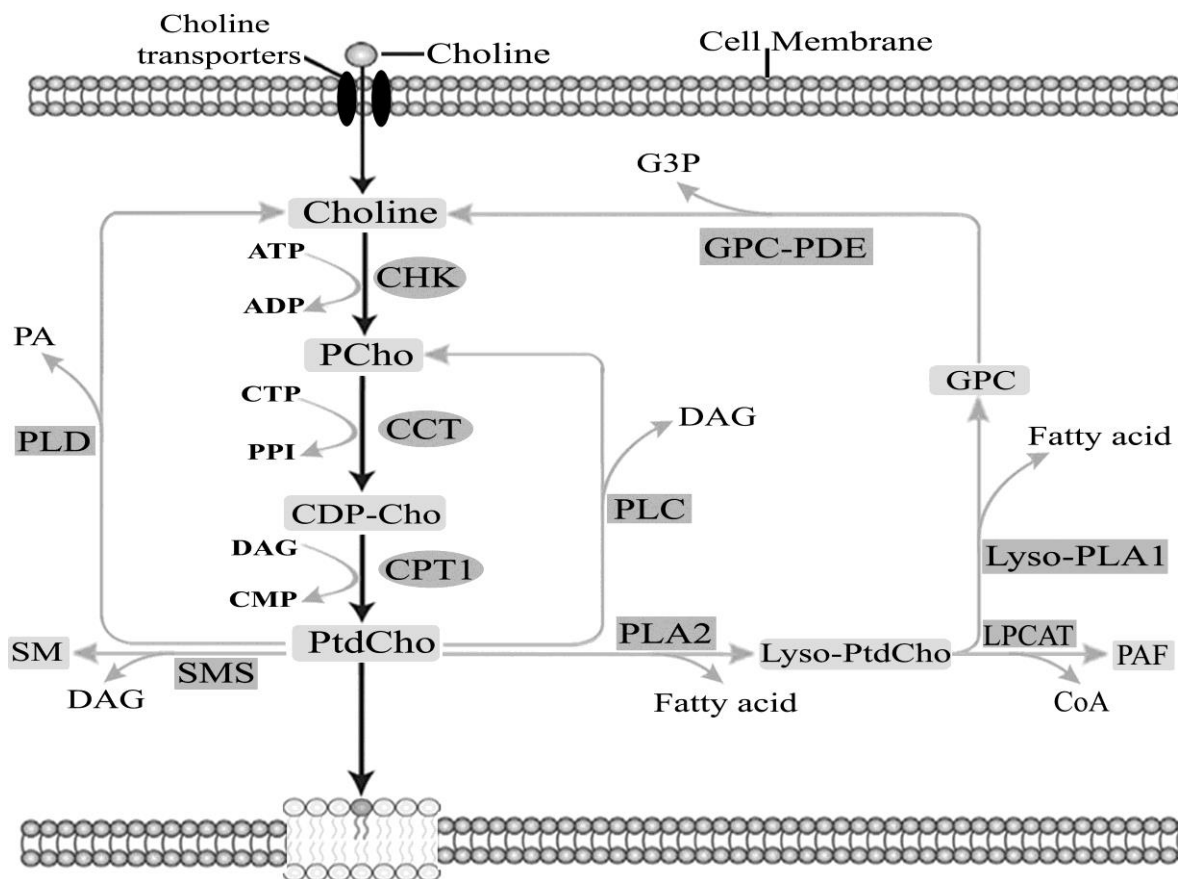 Choline
transporters
Choline
Cell Membrane
G3P
Choline
GPC-PDE
ATP
CHK
ADP
PA
PCho
GPC
CTP
CCT
DAG
PLD
PPI
Fatty acid
CDP-Cho
PLC
DAG
CPT1
Lyso-PLA1
CMP
PtdCho
PLA2
LPCAT
SM
SMS
Lyso-PtdCho
PAF
DAG
Fatty acid
CoA